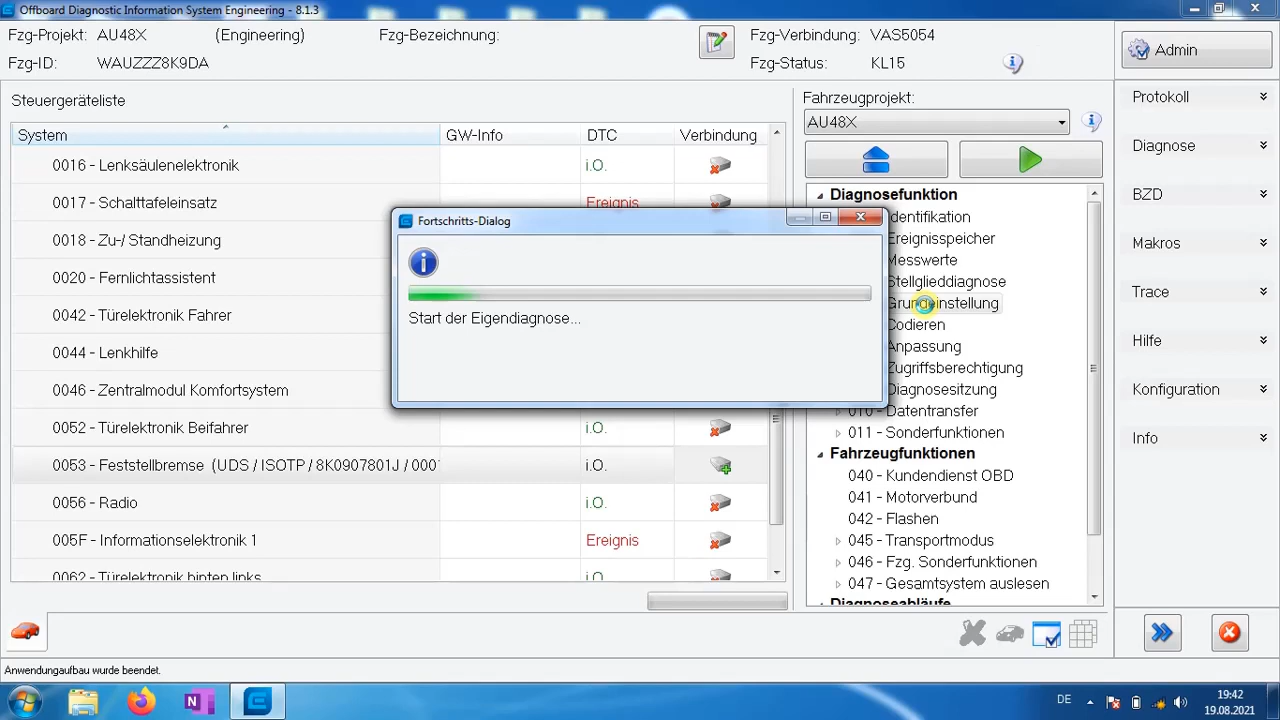 Offboard Diagnostic Information System Engineering - 8.1.3
Fzg-Projekt: AU48X (Engineering) Fzg-Bezeichnung: Fzg-Verbindung: VAS5054
Fzg-ID: WAUZZZ8K9DA Fzg-Status: KL15
Admin
Steuergeräteliste
System GW-Info DTC Verbindung
0016 - Lenksäulenelektronik i.O.
0017 - Schalttafeleinsatz Ereignis
0018 - Zu-/ Standheizung
0020 - Fernlichtassistent
0042 - Türelektronik Fahrer
0044 - Lenkhilfe
0046 - Zentralmodul Komfortsystem
0052 - Türelektronik Beifahrer i.O.
0053 - Feststellbremse (UDS / ISOTP / 8K0907801J / 000 i.O.
0056 - Radio i.O.
005F - Informationselektronik 1 Ereignis
0062 - Türelektronik hinten links i.O.
Fortschritts-Dialog
Start der Eigendiagnose...
Fahrzeugprojekt:
AU48X
Diagnosefunktion
Identifikation
Ereignisspeicher
Messwerte
Stellglieddiagnose
Grundeinstellung
Codieren
Anpassung
Zugriffsberechtigung
Diagnosesitzung
010 - Datentransfer
011 - Sonderfunktionen
Fahrzeugfunktionen
040 - Kundendienst OBD
041 - Motorverbund
042 - Flashen
045 - Transportmodus
046 - Fzg. Sonderfunktionen
047 - Gesamtsystem auslesen
Diagnoseabläufe
Protokoll
Diagnose
BZD
Makros
Trace
Hilfe
Konfiguration
Info
Anwendungaufbau wurde beendet.
DE
19:42
19.08.2021